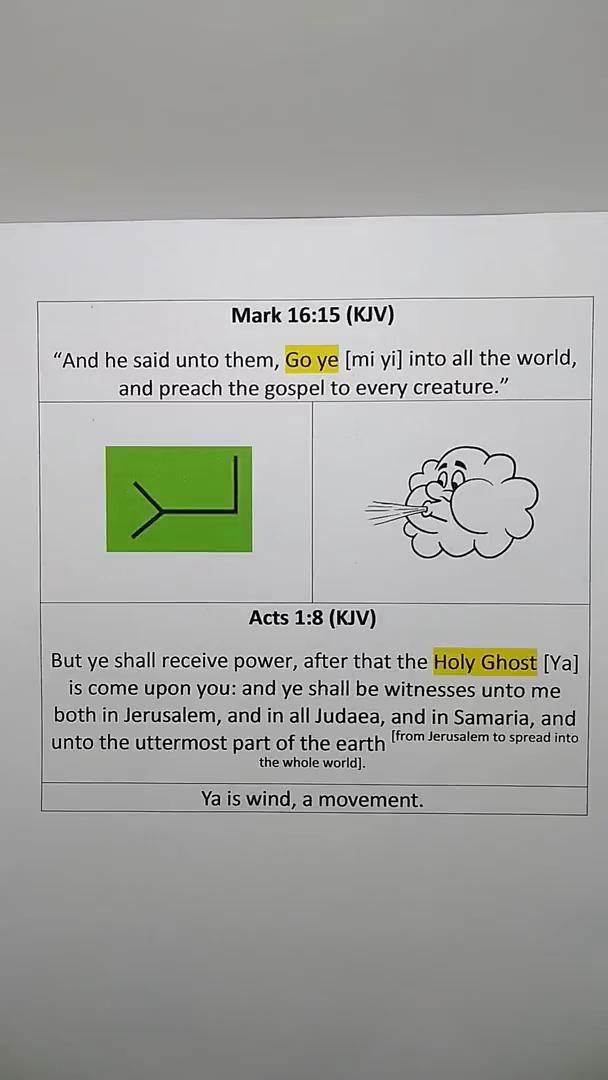 Mark 16:15 (KJV)
“And he said unto them, Go ye [mi yi] into all the world,
and preach the gospel to every creature.”
Acts 1:8 (KJV)
But ye shall receive power, after that the Holy Ghost [Ya]
is come upon you: and ye shall be witnesses unto me
both in Jerusalem, and in all Judaea, and in Samaria, and
unto the uttermost part of the earth [from Jerusalem to spread into
the whole world].
Ya is wind, a movement.